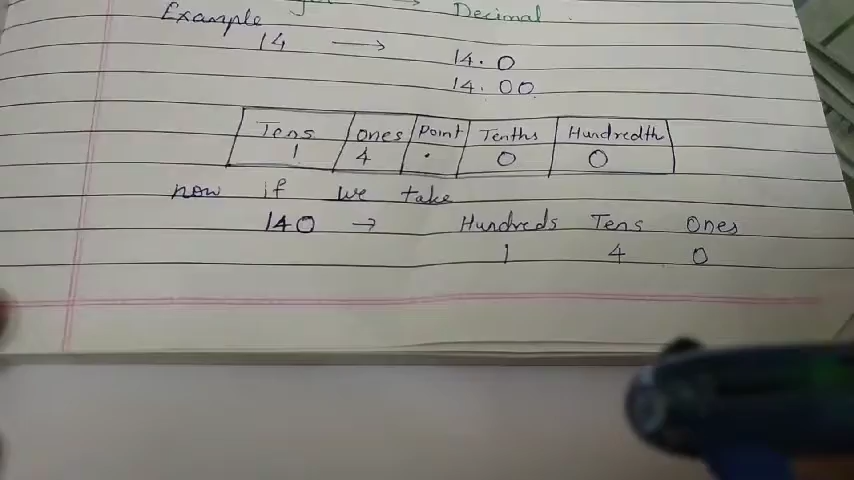 Decimal
Example
14 → 14.0
14.00
Tens Ones Point Tenths Hundredth
1 4 . 0 0
now if we take
140 → Hundreds Tens Ones
1 4 0